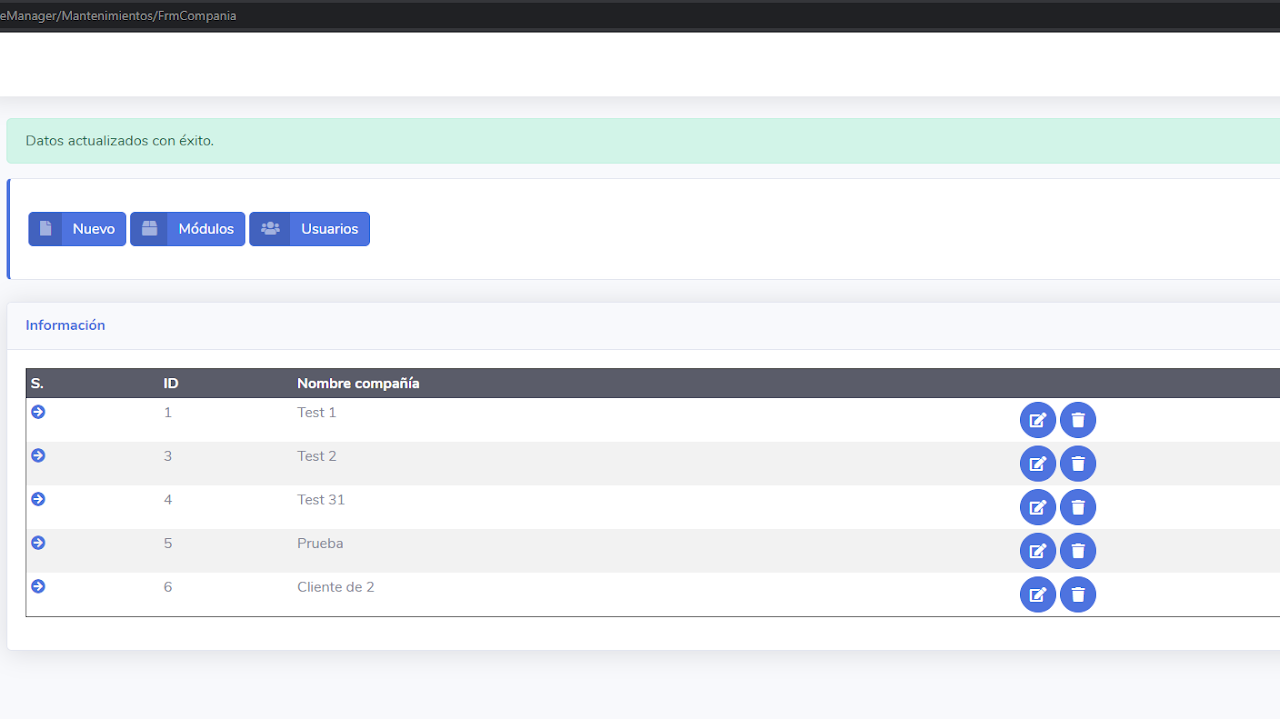 eManager/Mantenimientos/FrmCompania
Datos actualizados con éxito.
Nuevo Módulos Usuarios
Información
S. ID Nombre compañía
1 Test 1
3 Test 2
4 Test 31
5 Prueba
6 Cliente de 2